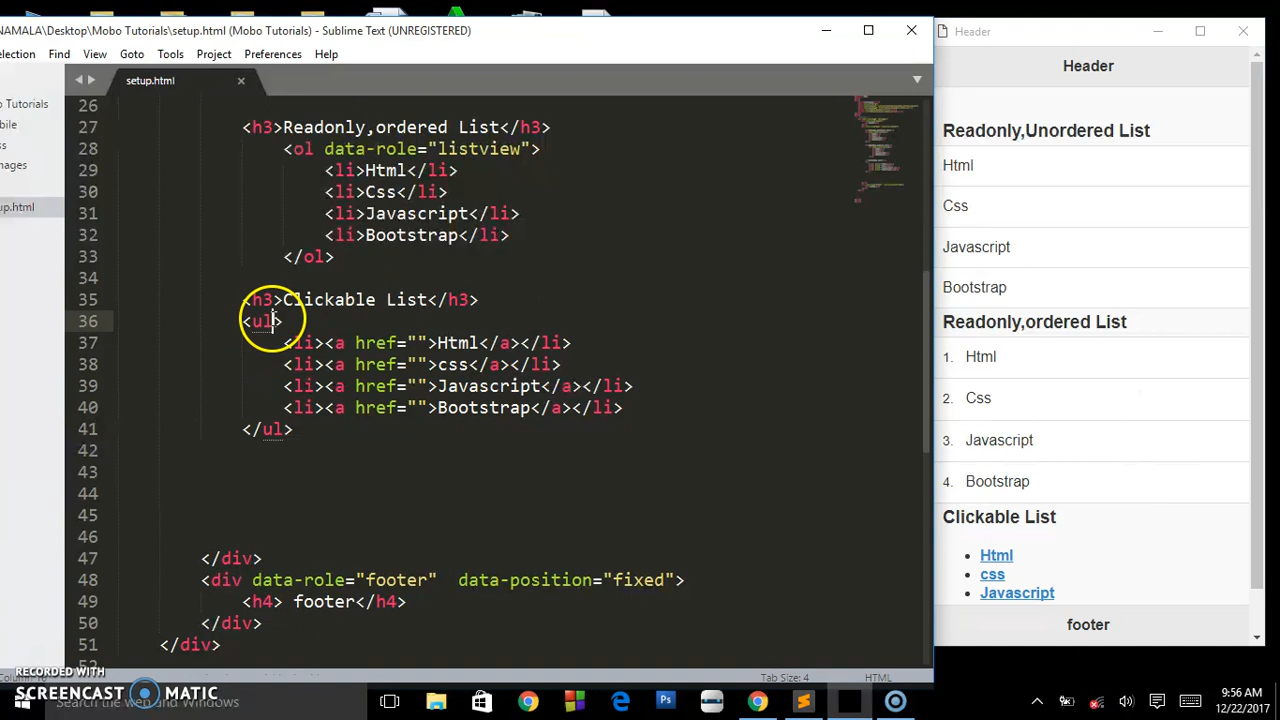 NAMALA\Desktop\Mobo Tutorials\setup.html (Mobo Tutorials) - Sublime Text (UNREGISTERED)
election Find View Goto Tools Project Preferences Help
o Tutorials
bile
ss
mages
up.html
setup.html
26
27 <h3>Readonly,ordered List</h3>
28 <ol data-role="listview">
29 <li>Html</li>
30 <li>Css</li>
31 <li>Javascript</li>
32 <li>Bootstrap</li>
33 </ol>
34
35 <h3>Clickable List</h3>
36 <ul>
37 <li><a href="">Html</a></li>
38 <li><a href="">css</a></li>
39 <li><a href="">Javascript</a></li>
40 <li><a href="">Bootstrap</a></li>
41 </ul>
42
43
44
45
46
47 </div>
48 <div data-role="footer"  data-position="fixed">
49 <h4> footer</h4>
50 </div>
51 </div>
Tab Size: 4 HTML
Header
Header
Readonly,Unordered List
Html
Css
Javascript
Bootstrap
Readonly,ordered List
1. Html
2. Css
3. Javascript
4. Bootstrap
Clickable List
• Html
• css
• Javascript
footer
RECORDED WITH
SCREENCAST MATIC
Search the web and Windows
Ps
9:56 AM
12/22/2017